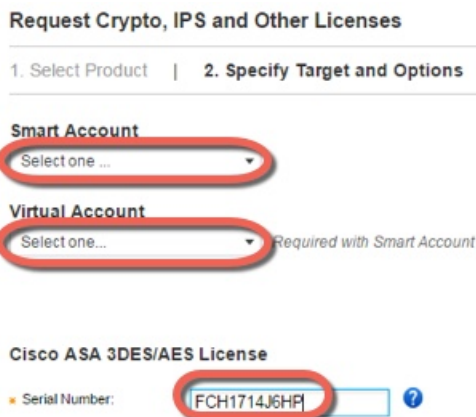 Request Crypto, IPS and Other Licenses
1. Select Product | 2. Specify Target and Options
Smart Account
Select one ...
Virtual Account
Select one... Required with Smart Account
Cisco ASA 3DES/AES License
* Serial Number: FCH1714J6HP ?